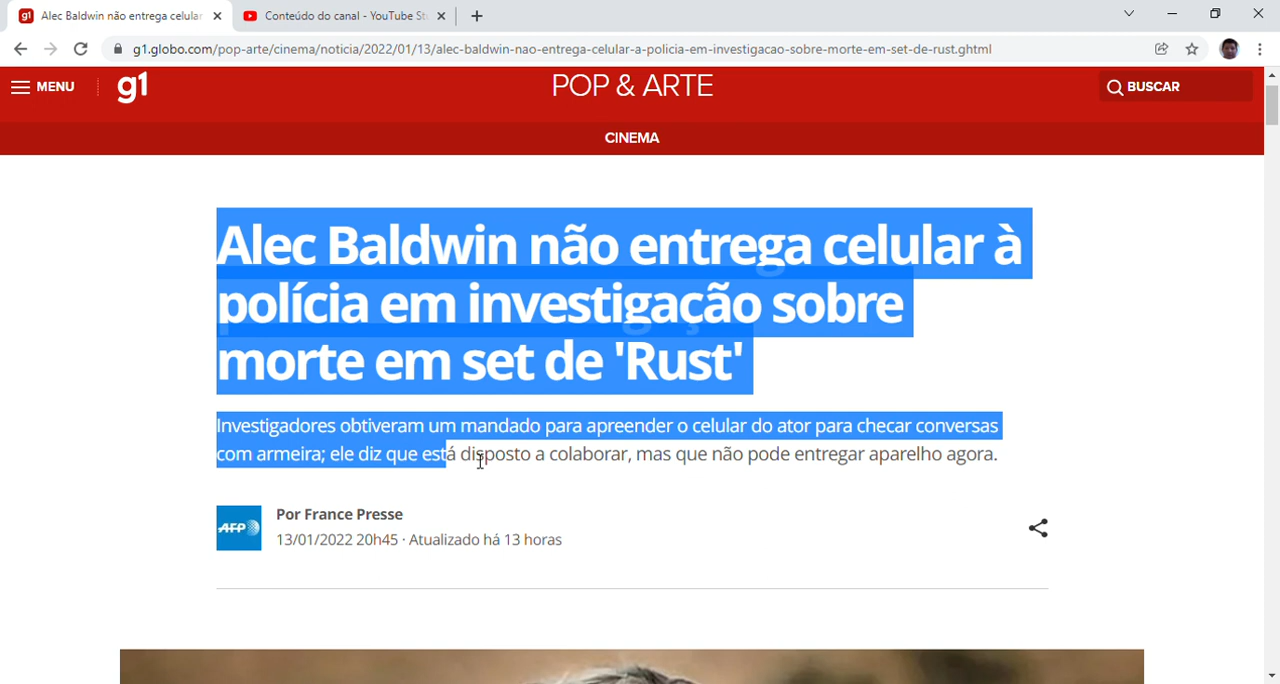 Alec Baldwin não entrega celular
Conteúdo do canal - YouTube St
g1.globo.com/pop-arte/cinema/noticia/2022/01/13/alec-baldwin-nao-entrega-celular-a-policia-em-investigacao-sobre-morte-em-set-de-rust.ghtml
MENU
g1
POP & ARTE
BUSCAR
CINEMA
Alec Baldwin não entrega celular à
polícia em investigação sobre
morte em set de 'Rust'
Investigadores obtiveram um mandado para apreender o celular do ator para checar conversas
com armeira; ele diz que está disposto a colaborar, mas que não pode entregar aparelho agora.
AFP
Por France Presse
13/01/2022 20h45 · Atualizado há 13 horas